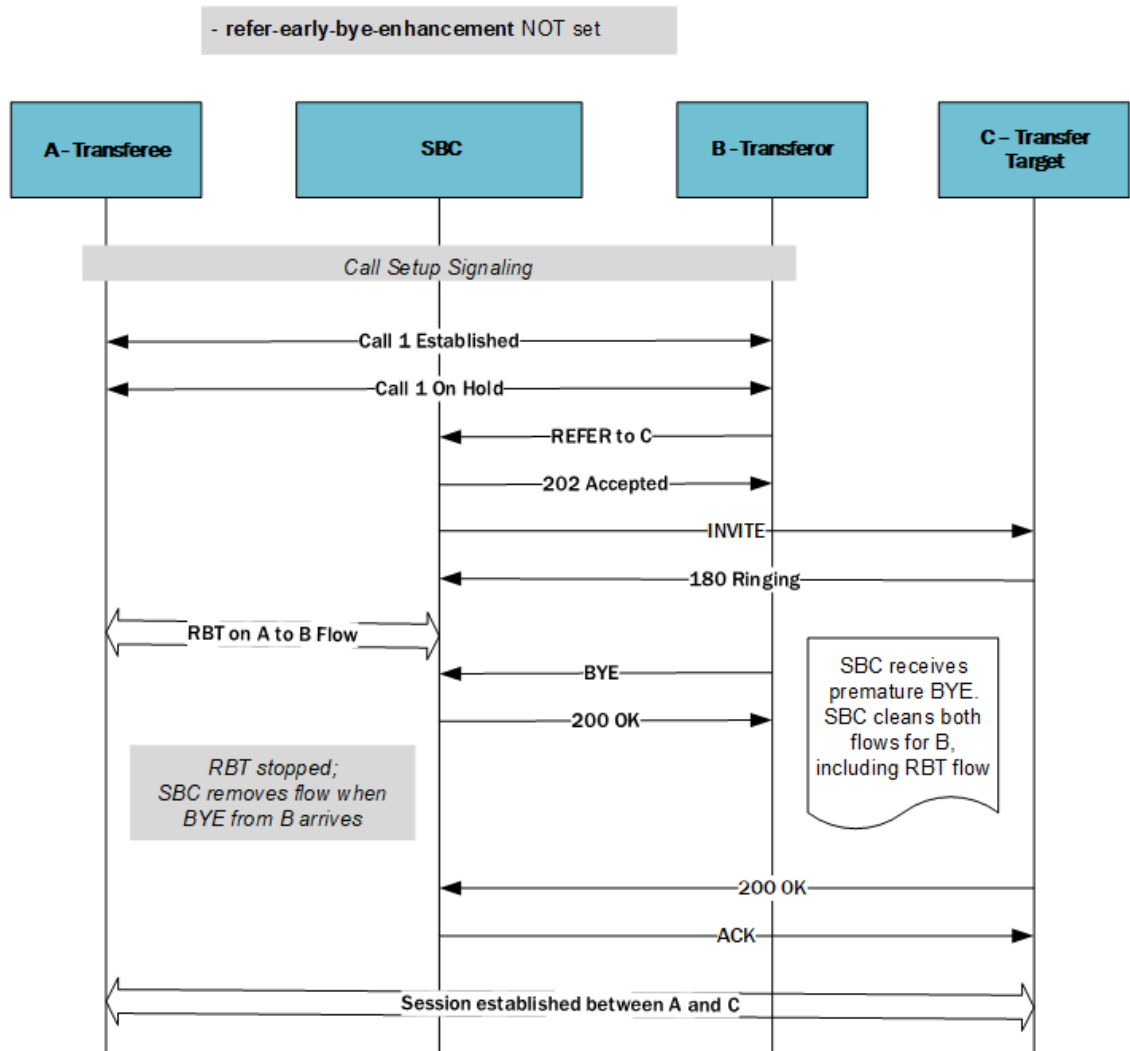 - refer-early-bye-enhancement NOT set
A - Transferee
SBC
B - Transferor
C – Transfer
Target
Call Setup Signaling
Call 1 Established
Call 1 On Hold
REFER to C
202 Accepted
INVITE
180 Ringing
RBT on A to B Flow
BYE
200 OK
SBC receives
premature BYE.
SBC cleans both
flows for B,
including RBT flow
RBT stopped;
SBC removes flow when
BYE from B arrives
200 OK
ACK
Session established between A and C